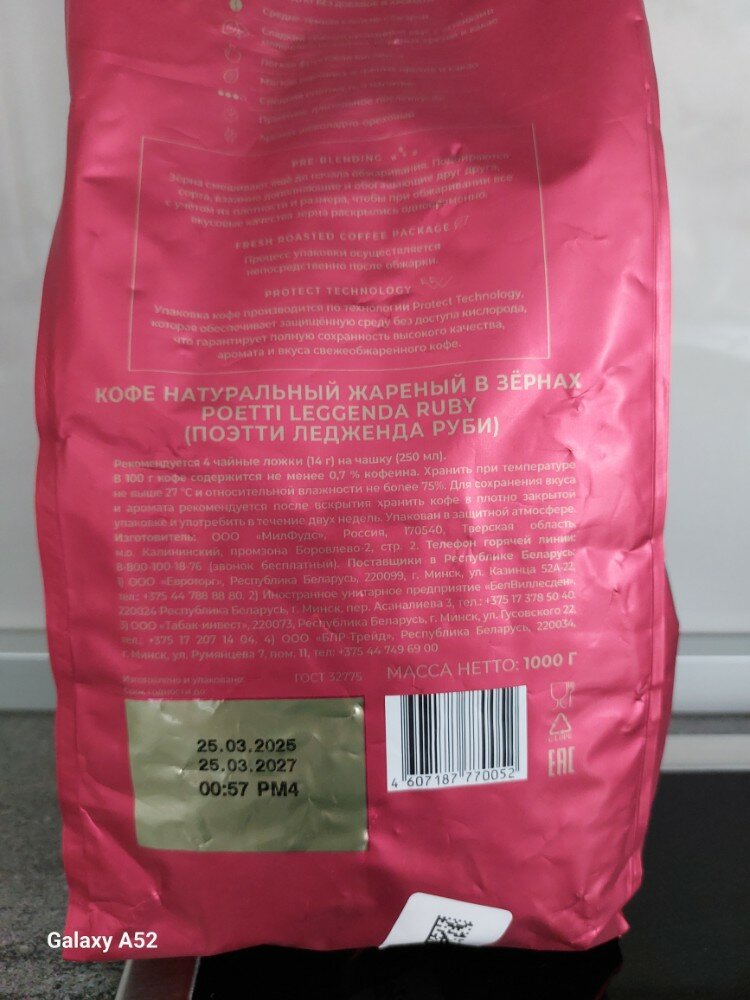 PRE-BLENDING
Зёрна смешивают ещё до начала обжаривания. Подбираются
сорта, взаимно дополняющие и обогащающие друг друга,
с учётом их плотности и размера, чтобы при обжаривании все
вкусовые качества зерна раскрылись одновременно.
FRESH ROASTED COFFEE PACKAGE
Процесс упаковки осуществляется
непосредственно после обжарки.
PROTECT TECHNOLOGY
Упаковка кофе производится по технологии Protect Technology,
которая обеспечивает защищённую среду без доступа кислорода,
что гарантирует полную сохранность высокого качества,
аромата и вкуса свежеобжаренного кофе.
КОФЕ НАТУРАЛЬНЫЙ ЖАРЕНЫЙ В ЗЁРНАХ
POETTI LEGGENDA RUBY
(ПОЭТТИ ЛЕДЖЕНДА РУБИ)
Рекомендуется 4 чайные ложки (14 г) на чашку (250 мл).
В 100 г кофе содержится не менее 0,7 % кофеина. Хранить при температуре
не выше 27 °C и относительной влажности не более 75%. Для сохранения вкуса
и аромата рекомендуется после вскрытия хранить кофе в плотно закрытой
упаковке и употребить в течение двух недель. Упакован в защитной атмосфере.
Изготовитель: ООО «МилФудс», Россия, 170540, Тверская область,
м.о. Калининский, промзона Боровлево-2, стр. 2. Телефон горячей линии:
8-800-100-18-76 (звонок бесплатный). Поставщики в Республике Беларусь:
1) ООО «Евроторг», Республика Беларусь, 220099, г. Минск, ул. Казинца 52А-22,
тел.: +375 44 788 88 80. 2) Иностранное унитарное предприятие «БелВиллесден»,
220024 Республика Беларусь, г. Минск, пер. Асаналиева 3, тел.: +375 17 378 50 40.
3) ООО «Табак-инвест», 220073, Республика Беларусь, г. Минск, ул. Гусовского 22,
тел.: +375 17 207 14 04. 4) ООО «БЛР-Трейд», Республика Беларусь, 220034,
г. Минск, ул. Румянцева 7, пом. 11, тел: +375 44 749 69 00
Изготовлено и упаковано: ГОСТ 32775 МАССА НЕТТО: 1000 Г
Срок годности до:
25.03.2025
25.03.2027
00:57 PM4
4 607187 770052
EAC
Galaxy A52